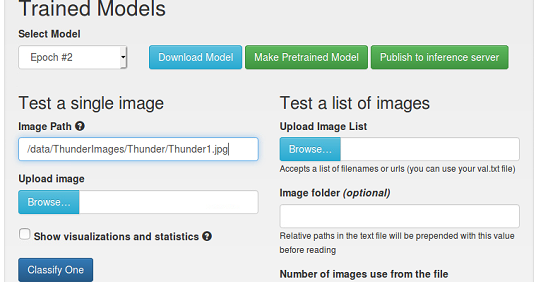 Trained Models
Select Model
Epoch #2
Download Model
Make Pretrained Model
Publish to inference server
Test a single image
Image Path
/data/ThunderImages/Thunder/Thunder1.jpg
Upload image
Browse...
Show visualizations and statistics
Classify One
Test a list of images
Upload Image List
Browse...
Accepts a list of filenames or urls (you can use your val.txt file)
Image folder (optional)
Relative paths in the text file will be prepended with this value
before reading
Number of images use from the file